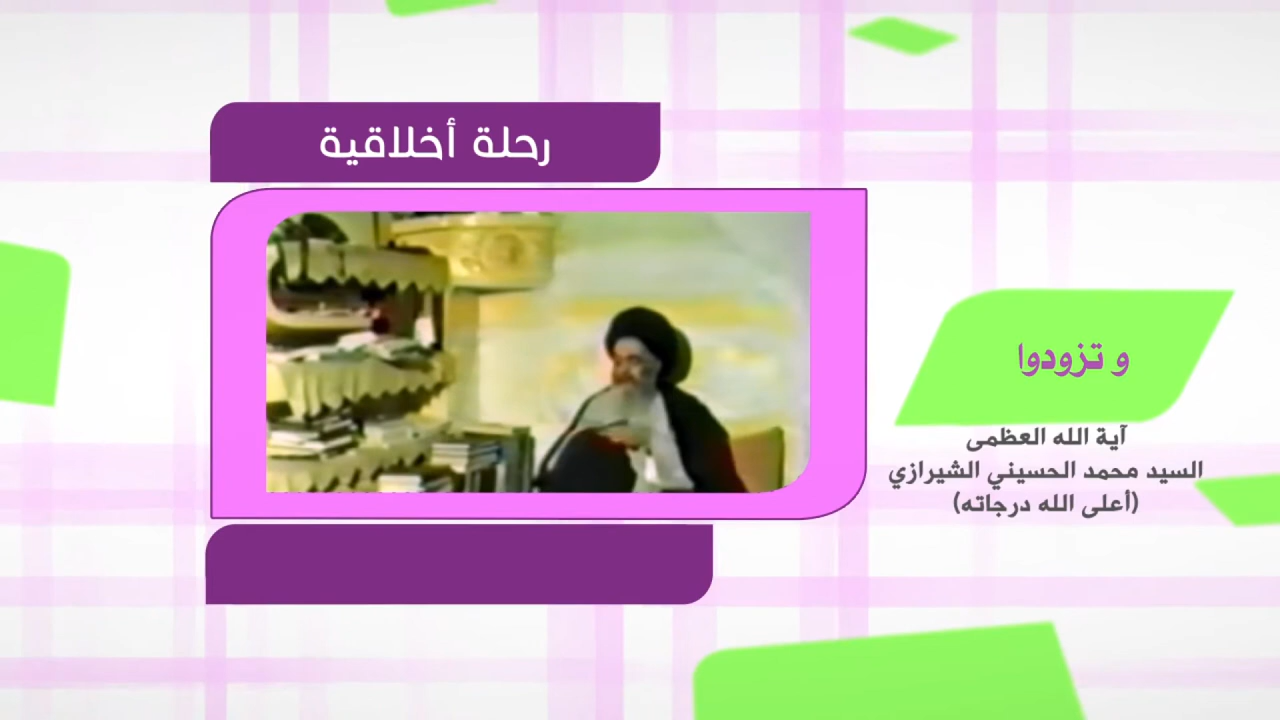 رحلة أخلاقية
و تزودوا
آية الله العظمى
السيد محمد الحسيني الشيرازي
(أعلى الله درجاته)